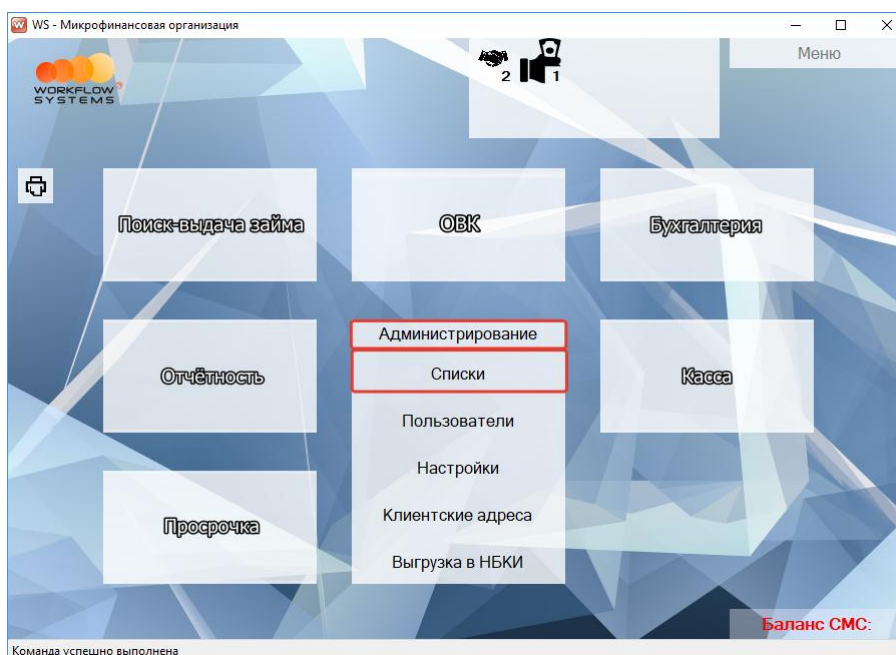 WS - Микрофинансовая организация
Меню
WORKFLOW
SYSTEMS
2
1
Поиск-выдача займа
ОВК
Бухгалтерия
Отчётность
Администрирование
Списки
Пользователи
Настройки
Клиентские адреса
Выгрузка в НБКИ
Касса
Просрочка
Баланс СМС:
Команда успешно выполнена